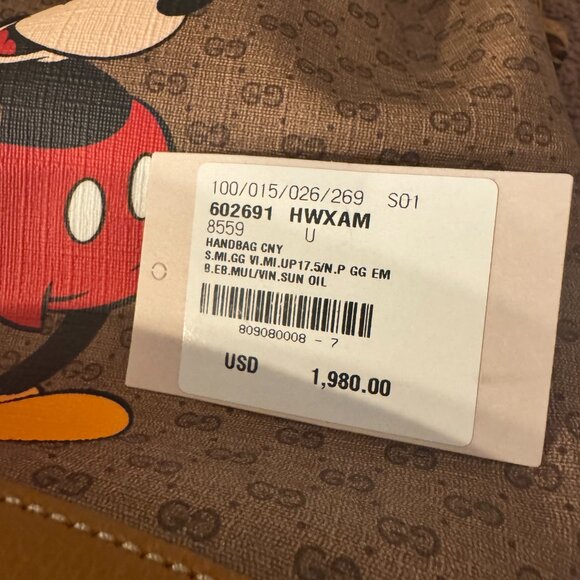 100/015/026/269 S01
602691 HWXAM
8559 U
HANDBAG CNY
S.MI.GG VI.MI.UP17.5/N.P GG EM
B.EB.MUL/VIN.SUN OIL
809080008 - 7
USD 1,980.00